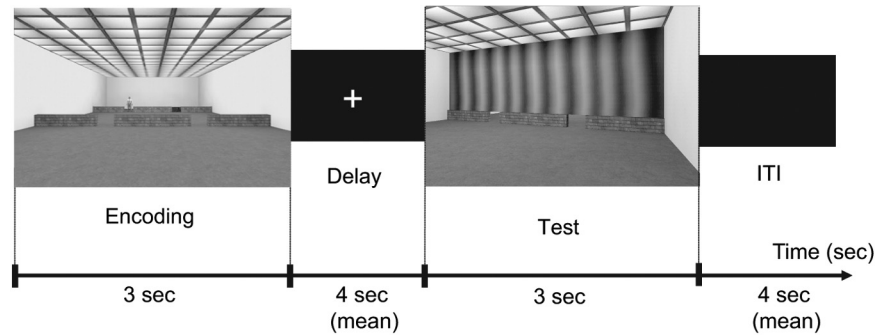 Encoding
Delay
Test
ITI
Time (sec)
3 sec
4 sec
(mean)
3 sec
4 sec
(mean)